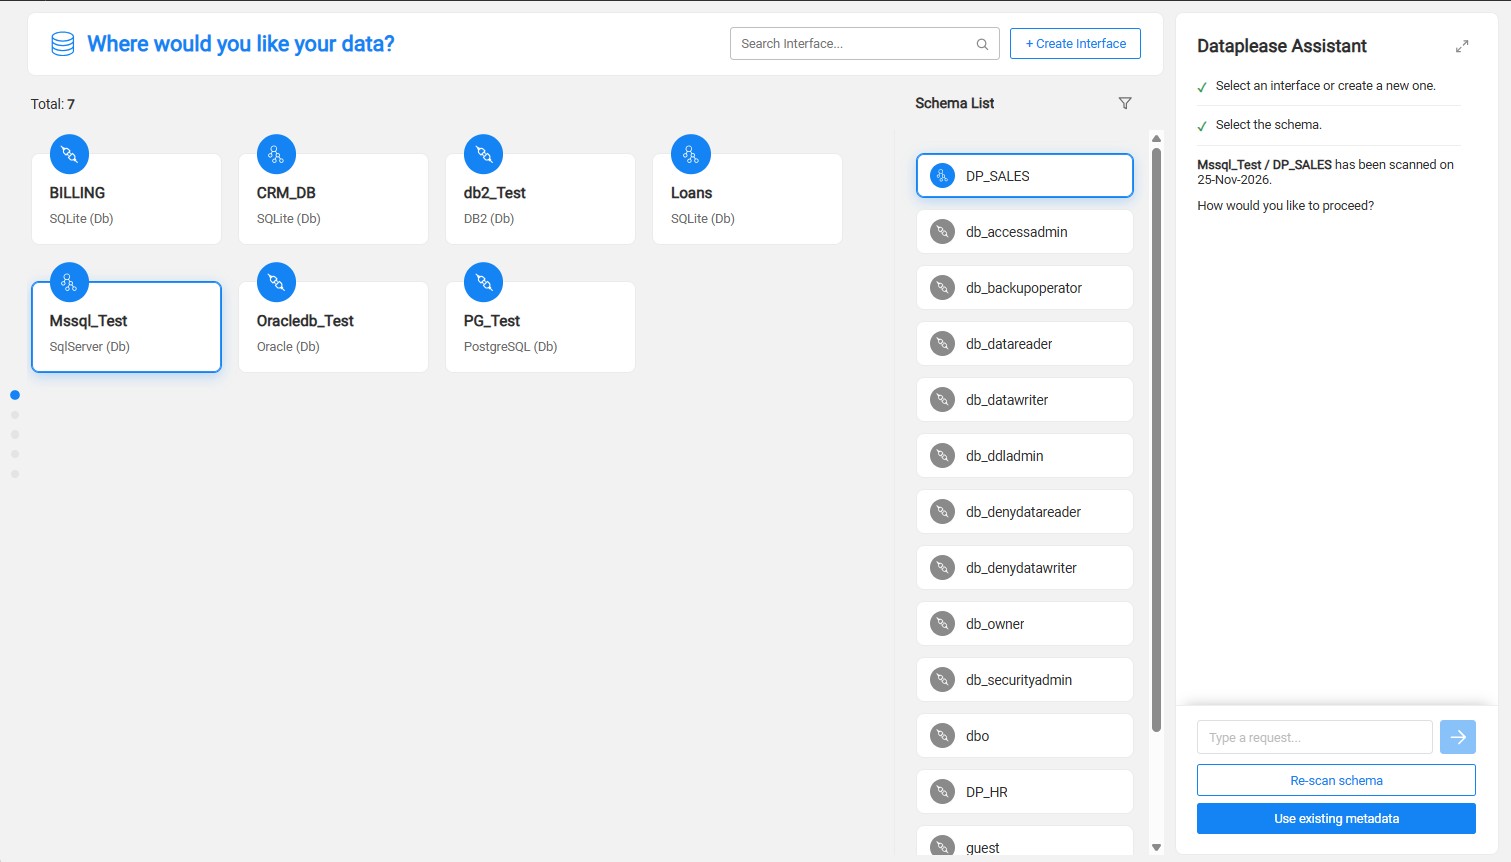 Where would you like your data?
Search Interface...
+ Create Interface
Total: 7
BILLING
SQLite (Db)
CRM_DB
SQLite (Db)
db2_Test
DB2 (Db)
Loans
SQLite (Db)
Mssql_Test
SqlServer (Db)
Oracledb_Test
Oracle (Db)
PG_Test
PostgreSQL (Db)
Schema List
DP_SALES
db_accessadmin
db_backupoperator
db_datareader
db_datawriter
db_ddladmin
db_denydatareader
db_denydatawriter
db_owner
db_securityadmin
dbo
DP_HR
guest
Dataplease Assistant
Select an interface or create a new one.
Select the schema.
Mssql_Test / DP_SALES has been scanned on
25-Nov-2026.
How would you like to proceed?
Type a request...
Re-scan schema
Use existing metadata